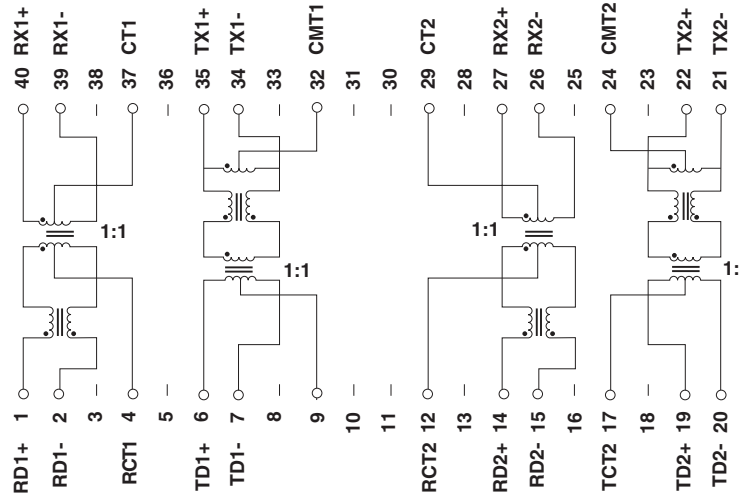 40 RX1+
39 RX1-
38
37 CT1
36
35 TX1+
34 TX1-
33
32 CMT1
31
30
29 CT2
28
27 RX2+
26 RX2-
25
24 CMT2
23
22 TX2+
21 TX2-
1:1
1:1
1:1
1:
RD1+ 1
RD1- 2
3
RCT1 4
5
TD1+ 6
TD1- 7
8
9
10
11
RCT2 12
13
RD2+ 14
RD2- 15
16
TCT2 17
18
TD2+ 19
TD2- 20